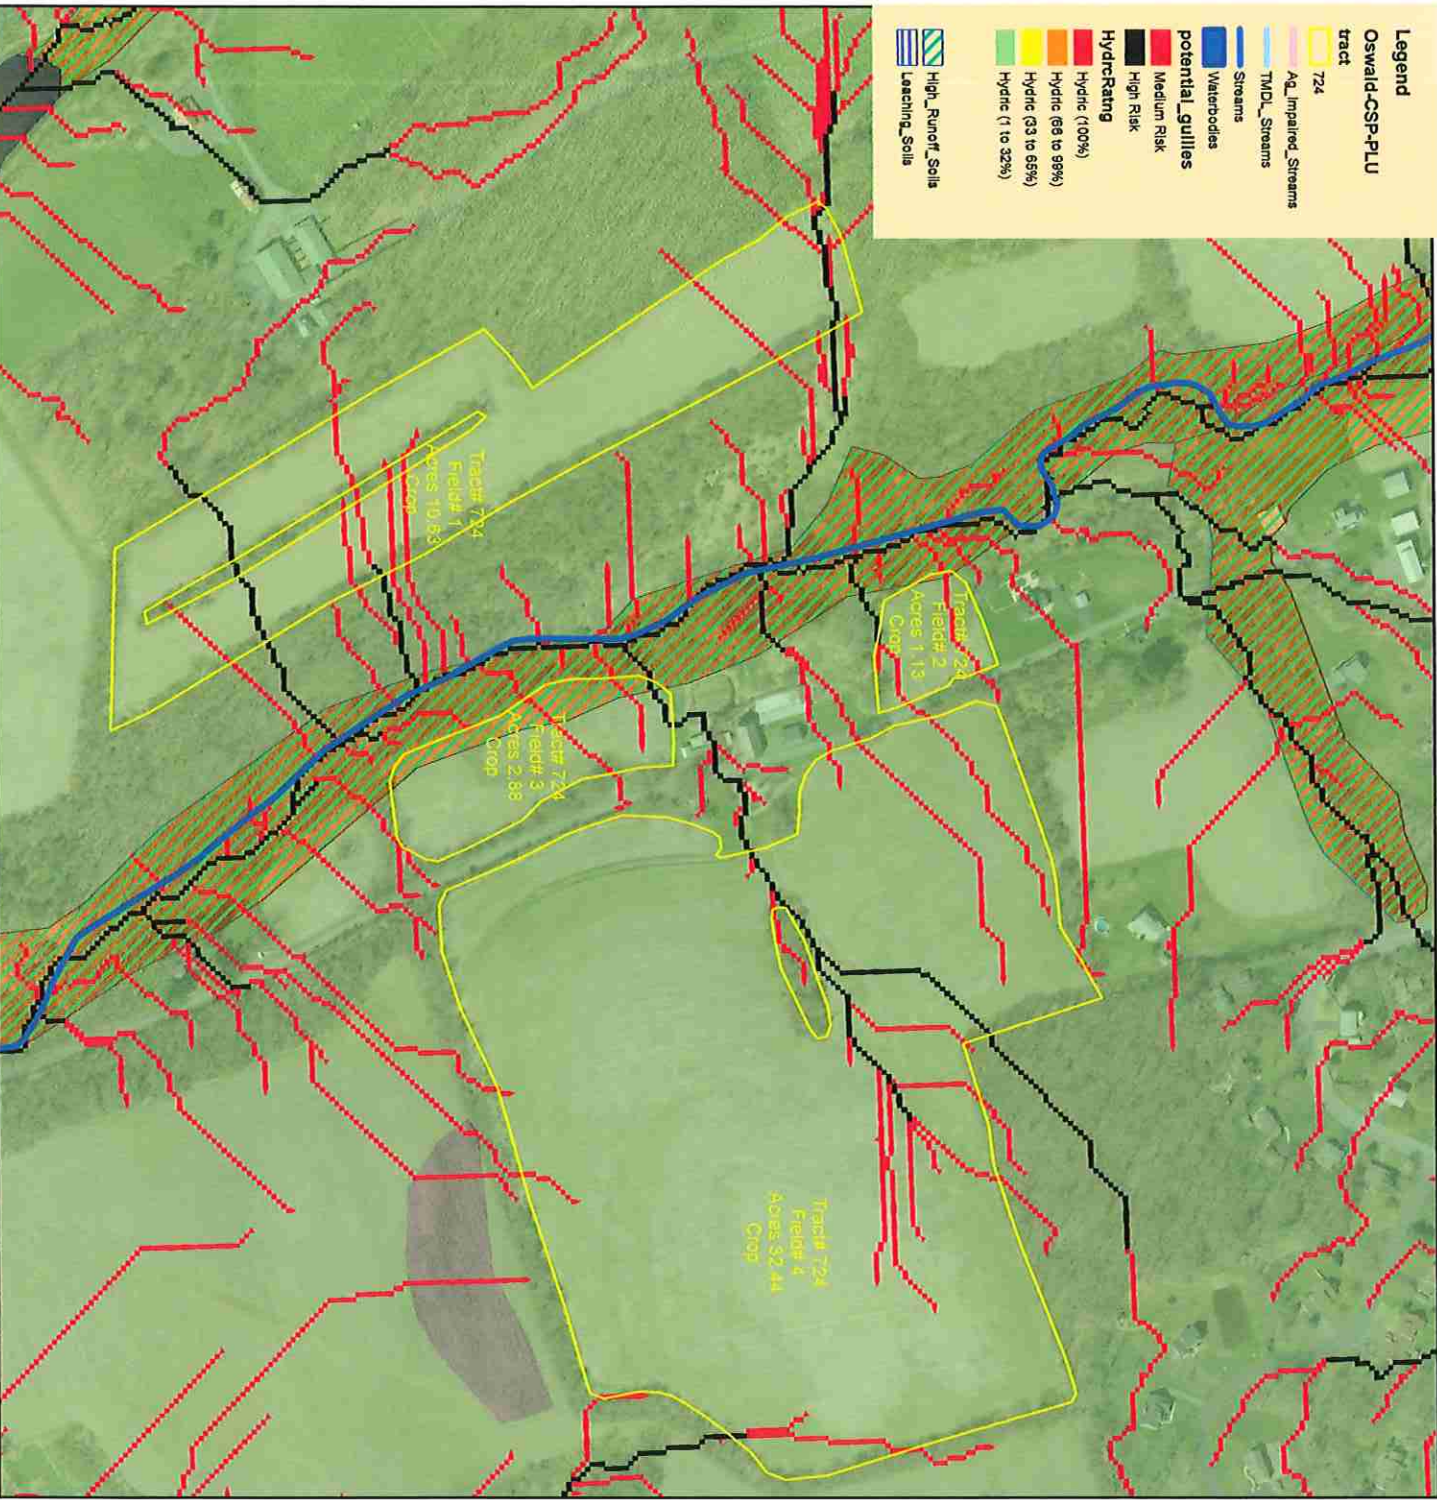 Legend
Oswald-CSP-PLU
tract
724
Ag_Impaired_Streams
TMDL_Streams
Streams
Waterbodies
potential_gullies
Medium Risk
High Risk
HydrcRatng
Hydric (100%)
Hydric (66 to 99%)
Hydric (33 to 65%)
Hydric (1 to 32%)
High_Runoff_Soils
Leaching_Soils
Tract# 724
Field# 1
Acres 10.63
Crop
Tract# 724
Field# 2
Acres 1.13
Crop
Tract# 724
Field# 3
Acres 2.88
Crop
Tract# 724
Field# 4
Acres 32.44
Crop